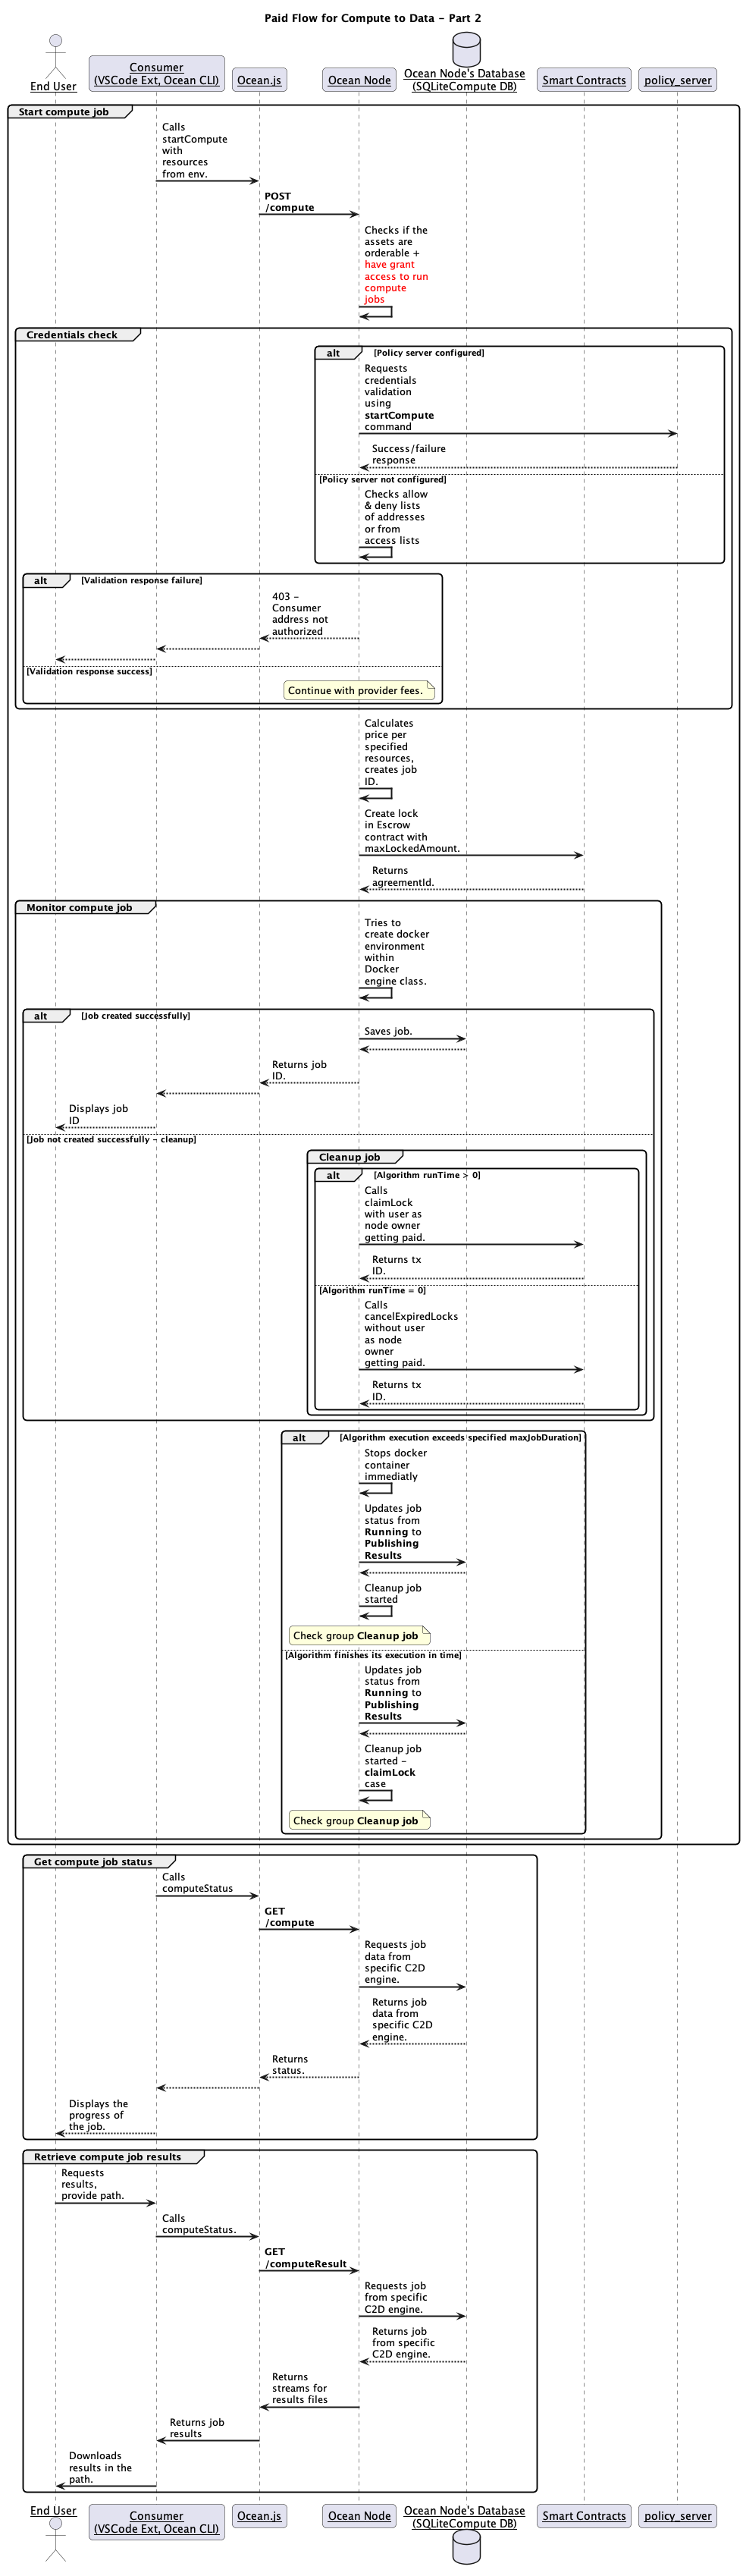 Paid Flow for Compute to Data - Part 2
End User
Consumer
(VSCode Ext, Ocean CLI)
Ocean.js
Ocean Node
Ocean Node's Database
(SQLiteCompute DB)
Smart Contracts
policy_server
Start compute job
Calls
startCompute
with
resources
from env.
POST
/compute
Checks if the
assets are
orderable +
have grant
access to run
compute
jobs
Credentials check
alt [Policy server configured]
Requests
credentials
validation
using
startCompute
command
Success/failure
response
[Policy server not configured]
Checks allow
& deny lists
of addresses
or from
access lists
alt [Validation response failure]
403 -
Consumer
address not
authorized
[Validation response success]
Continue with provider fees.
Calculates
price per
specified
resources,
creates job
ID.
Create lock
in Escrow
contract with
maxLockedAmount.
Returns
agreementId.
Monitor compute job
Tries to
create docker
environment
within
Docker
engine class.
alt [Job created successfully]
Saves job.
Returns job
ID.
Displays job
ID
[Job not created successfully - cleanup]
Cleanup job
alt [Algorithm runTime > 0]
Calls
claimLock
with user as
node owner
getting paid.
Returns tx
ID.
[Algorithm runTime = 0]
Calls
cancelExpiredLocks
without user
as node
owner
getting paid.
Returns tx
ID.
alt [Algorithm execution exceeds specified maxJobDuration]
Stops docker
container
immediatly
Updates job
status from
Running to
Publishing
Results
Cleanup job
started
Check group Cleanup job
[Algorithm finishes its execution in time]
Updates job
status from
Running to
Publishing
Results
Cleanup job
started -
claimLock
case
Check group Cleanup job
Get compute job status
Calls
computeStatus
GET
/compute
Requests job
data from
specific C2D
engine.
Returns job
data from
specific C2D
engine.
Returns
status.
Displays the
progress of
the job.
Retrieve compute job results
Requests
results,
provide path.
Calls
computeStatus.
GET
/computeResult
Requests job
from specific
C2D engine.
Returns job
from specific
C2D engine.
Returns
streams for
results files
Returns job
results
Downloads
results in the
path.
End User
Consumer
(VSCode Ext, Ocean CLI)
Ocean.js
Ocean Node
Ocean Node's Database
(SQLiteCompute DB)
Smart Contracts
policy_server